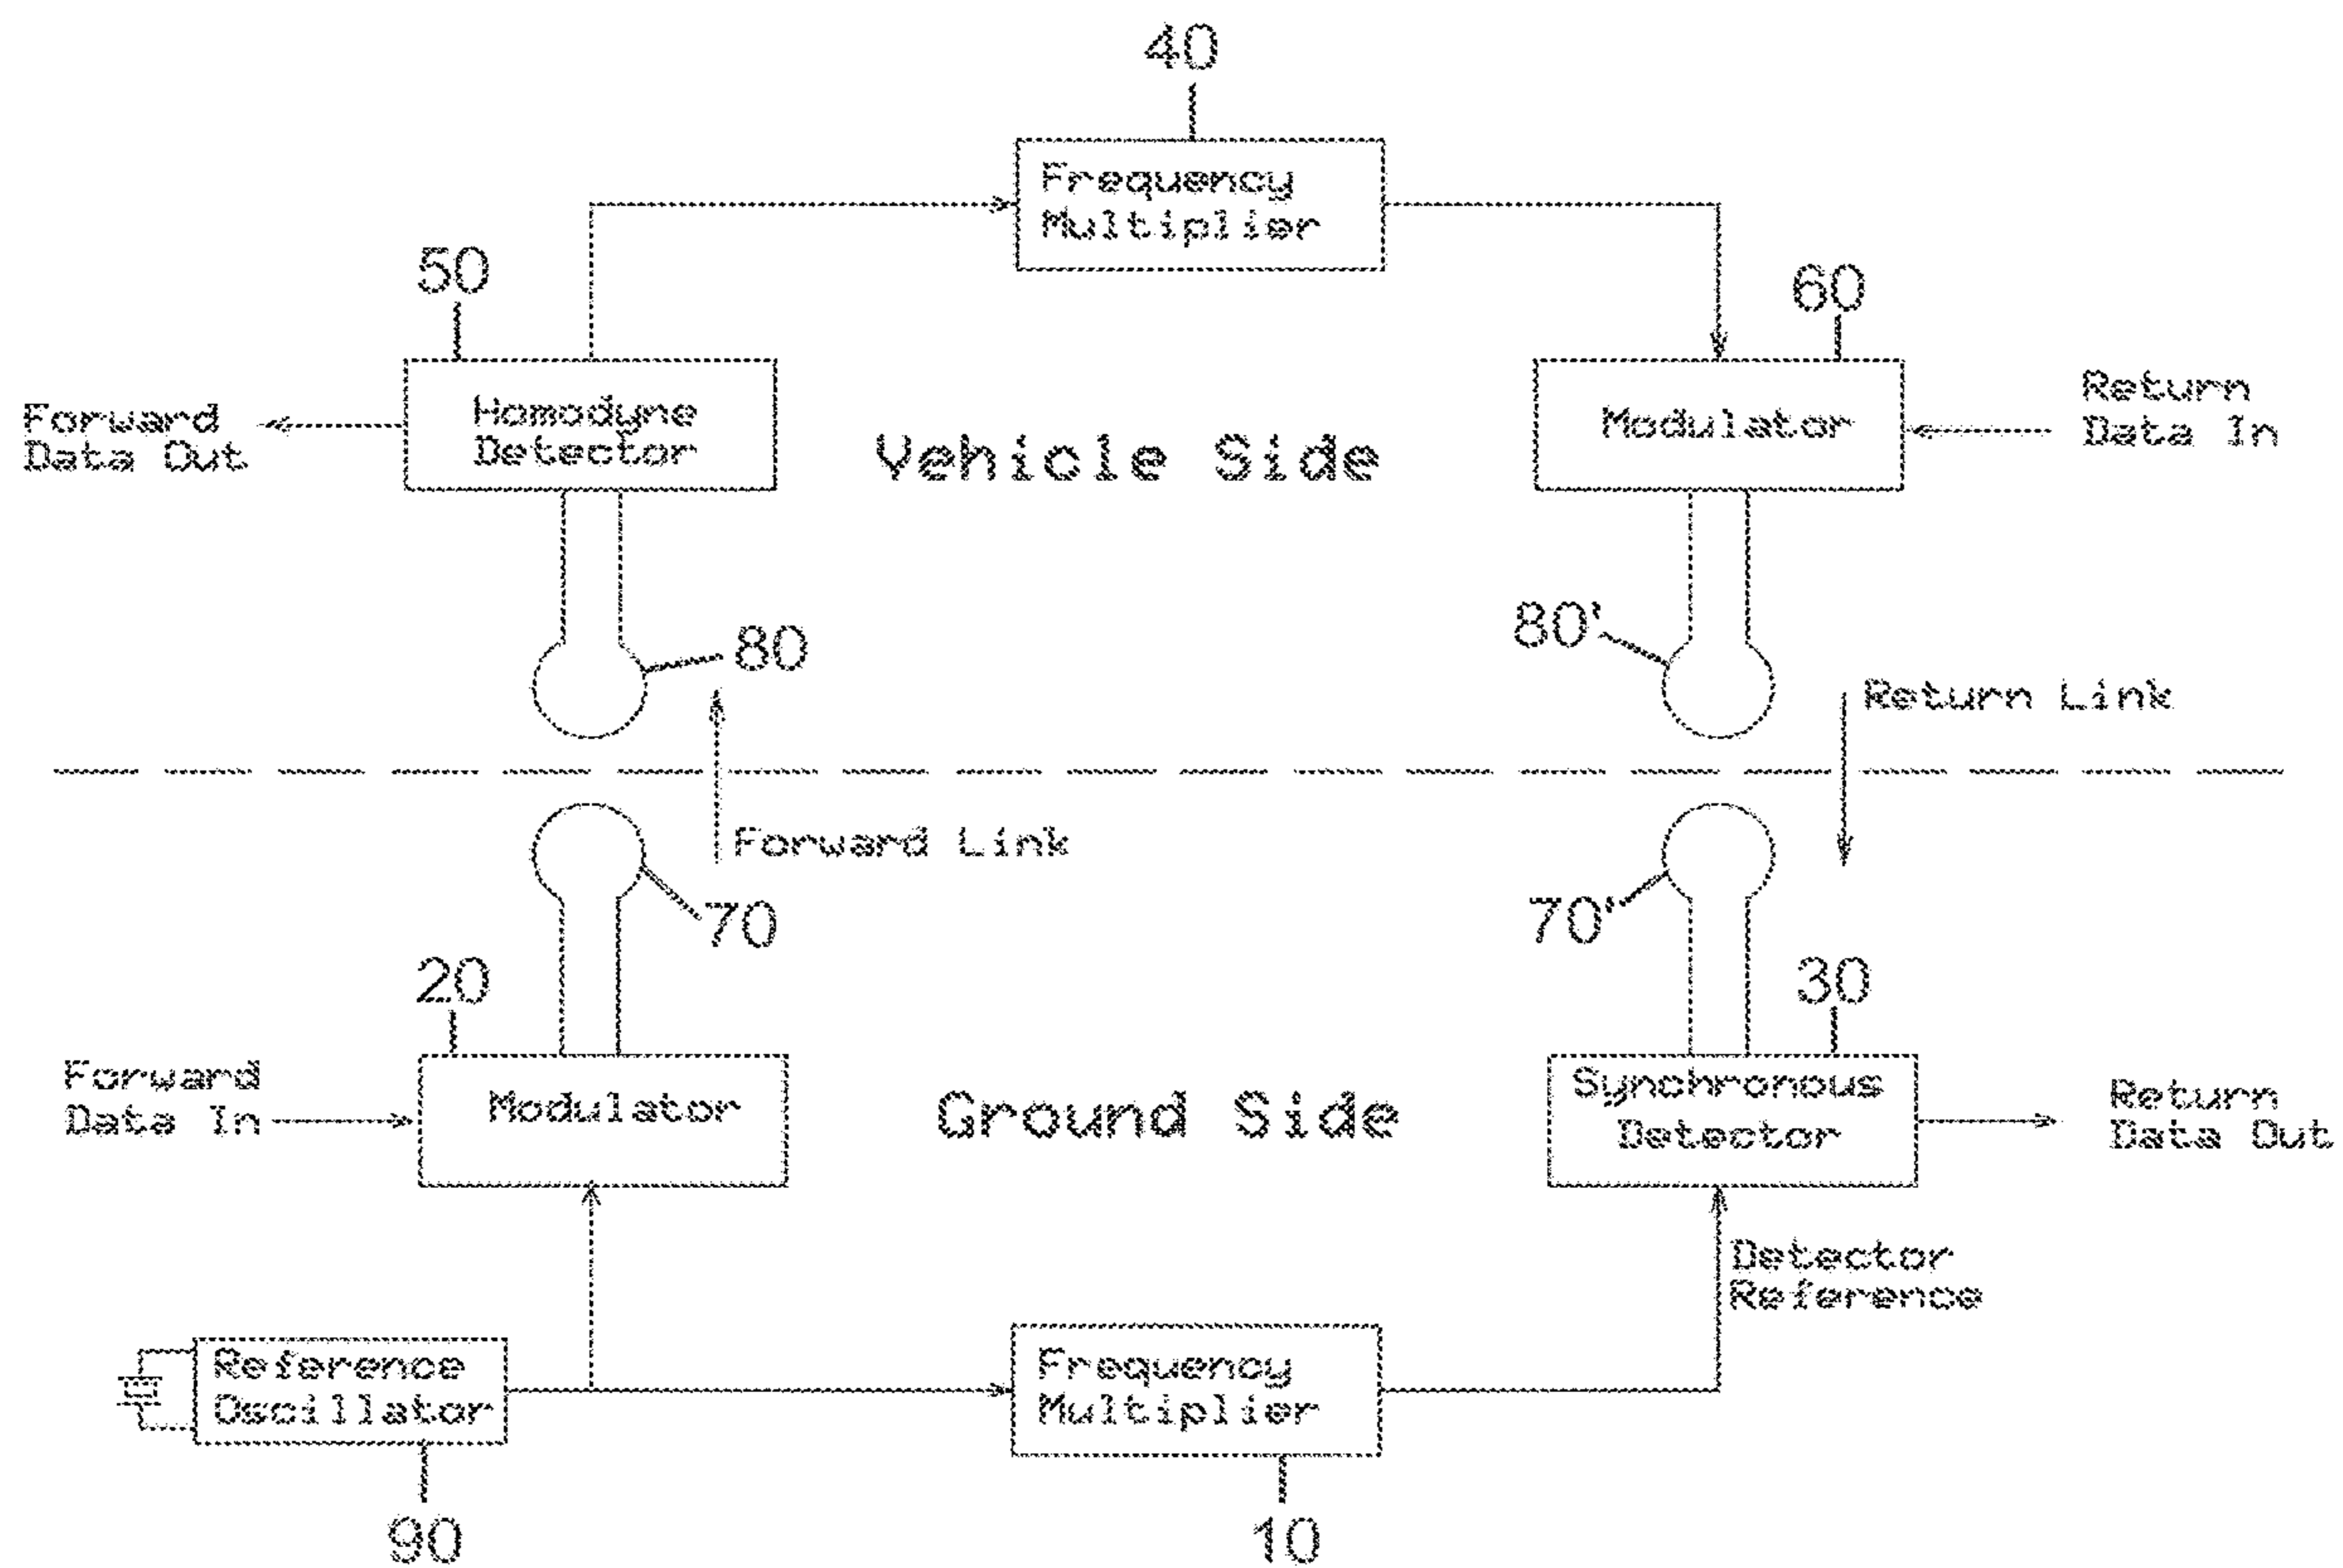 40
Frequency
Multiplier
50
60
Forward
Data Out
Homodyne
Detector
Vehicle Side
Modulator
Return
Data In
80
80'
Return Link
Forward Link
70
70'
20
30
Forward
Data In
Modulator
Ground Side
Synchronous
Detector
Return
Data Out
Detector
Reference
Reference
Oscillator
Frequency
Multiplier
90
10